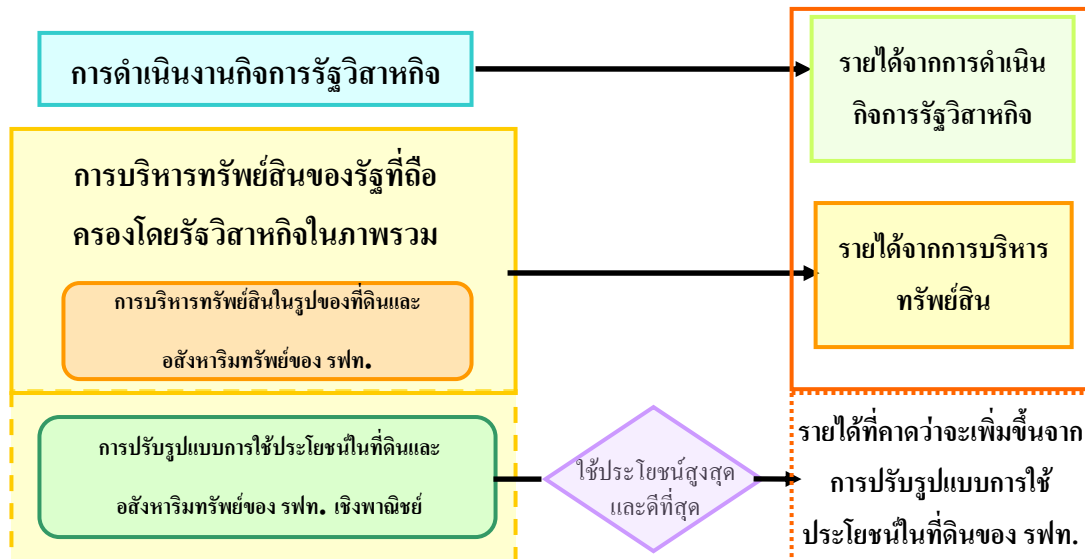 การดำเนินงานกิจการรัฐวิสาหกิจ
รายได้จากการดำเนิน
กิจการรัฐวิสาหกิจ
การบริหารทรัพย์สินของรัฐที่ถือ
ครองโดยรัจวิสาหกิจในภาพรวม
รายได้จากการบริหาร
ทรัพย์สิน
การบริหารทรัพย์สินในรูปของที่ดินและ
อสังหาริมทรัพย์ของ รฟท.
การปรับรูปแบบการใช้ประโยชน์ในที่ดินและ
อสังหาริมทรัพย์ของ รฟท. เชิงพาณิชย์
ใช้ประโยชน์สูงสุด
และดีที่สุด
รายได้ที่คาดว่าจะเพิ่มขึ้นจาก
การปรับรูปแบบการใช้
ประโยชน์ในที่ดินของ รฟท.